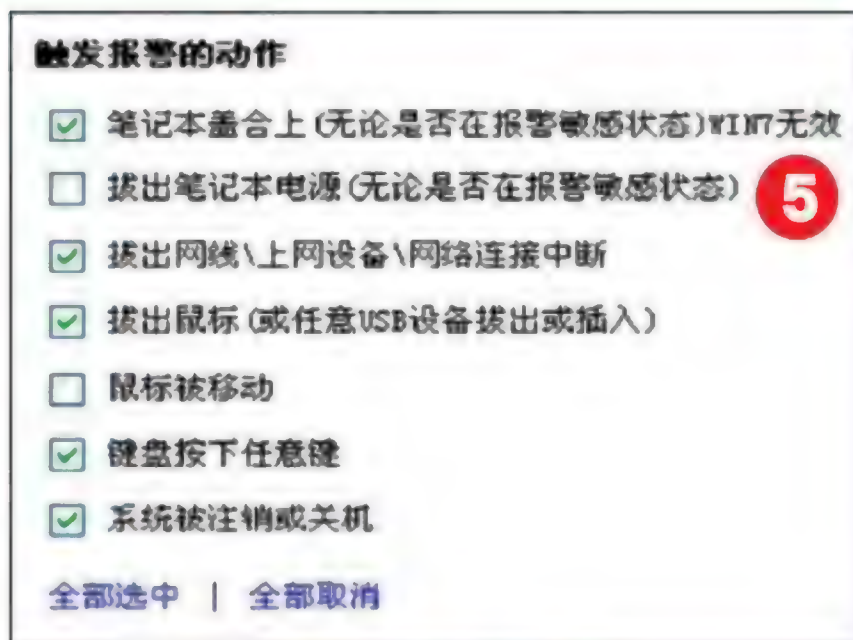 触发报警的动作
笔记本盖合上(无论是否在报警敏感状态)WIN7无效
拔出笔记本电源(无论是否在报警敏感状态)
5
拔出网线\上网设备\网络连接中断
拔出鼠标(或任意USB设备拔出或插入)
鼠标被移动
键盘按下任意键
系统被注销或关机
全部选中 | 全部取消